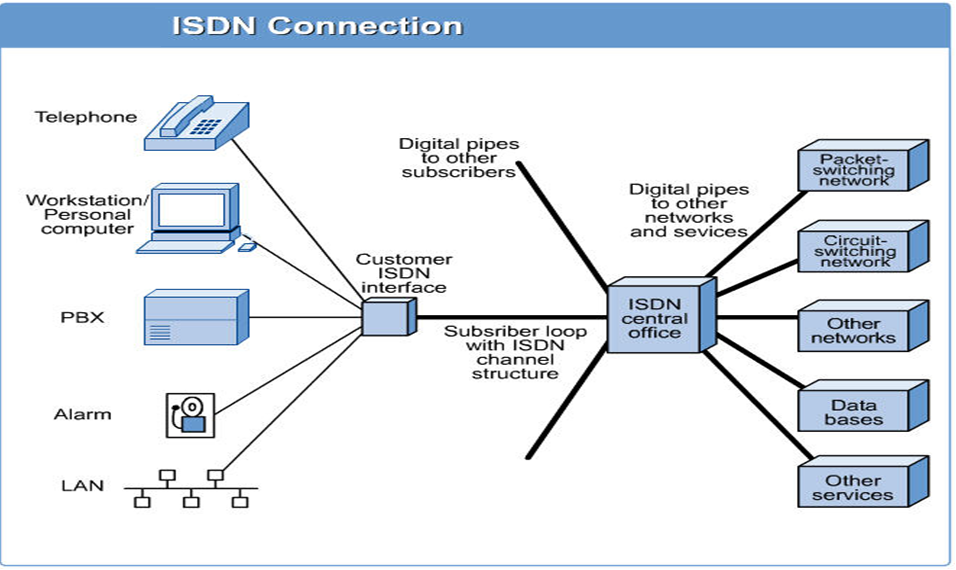 ISDN Connection
Telephone
Workstation/
Personal
computer
PBX
Alarm
LAN
Customer
ISDN
interface
Digital pipes
to other
subscribers
Subsriber loop
with ISDN
channel
structure
ISDN
central
office
Digital pipes
to other
networks
and sevices
Packet-
switching
network
Circuit-
switching
network
Other
networks
Data
bases
Other
services